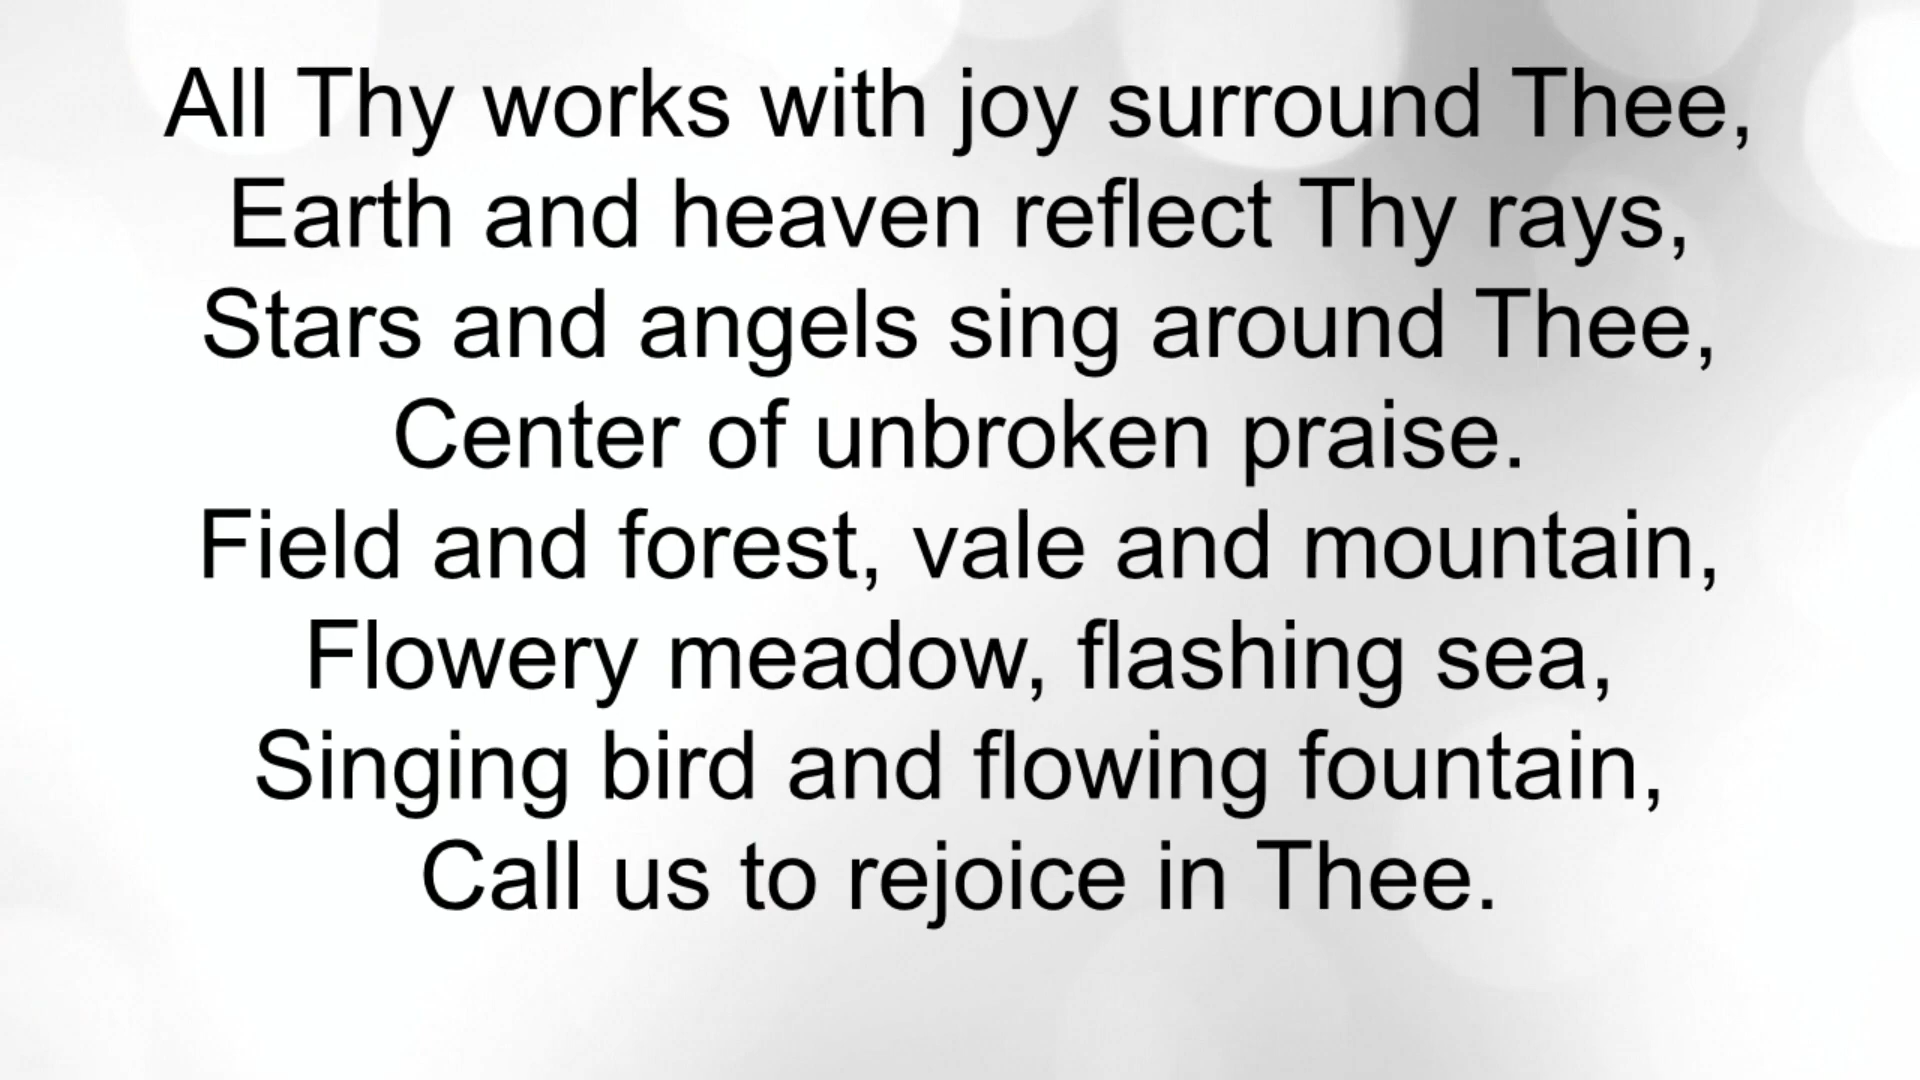 All Thy works with joy surround Thee,
Earth and heaven reflect Thy rays,
Stars and angels sing around Thee,
Center of unbroken praise.
Field and forest, vale and mountain,
Flowery meadow, flashing sea,
Singing bird and flowing fountain,
Call us to rejoice in Thee.